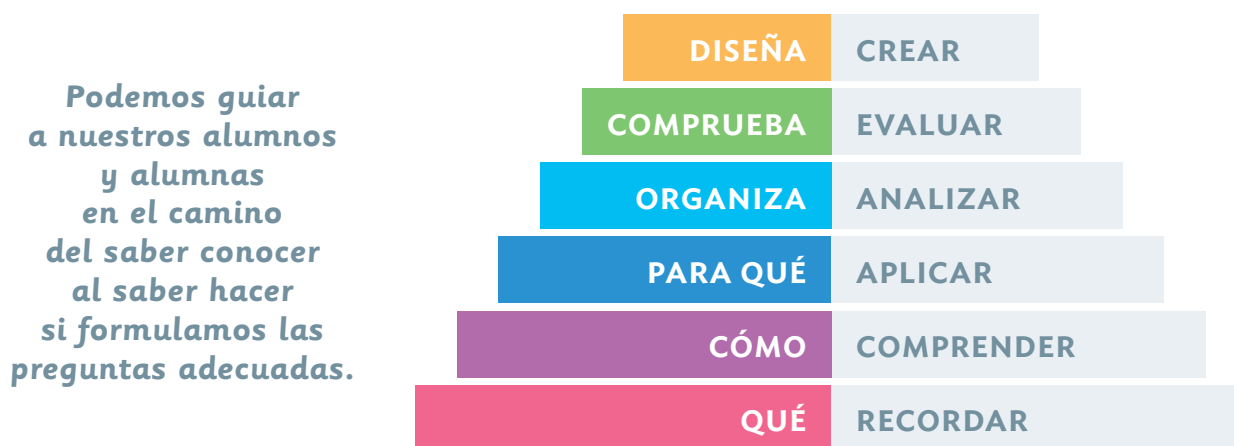 Podemos guiar
a nuestros alumnos
y alumnas
en el camino
del saber conocer
al saber hacer
si formulamos las
preguntas adecuadas.
DISEÑA CREAR
COMPRUEBA EVALUAR
ORGANIZA ANALIZAR
PARA QUÉ APLICAR
CÓMO COMPRENDER
QUÉ RECORDAR